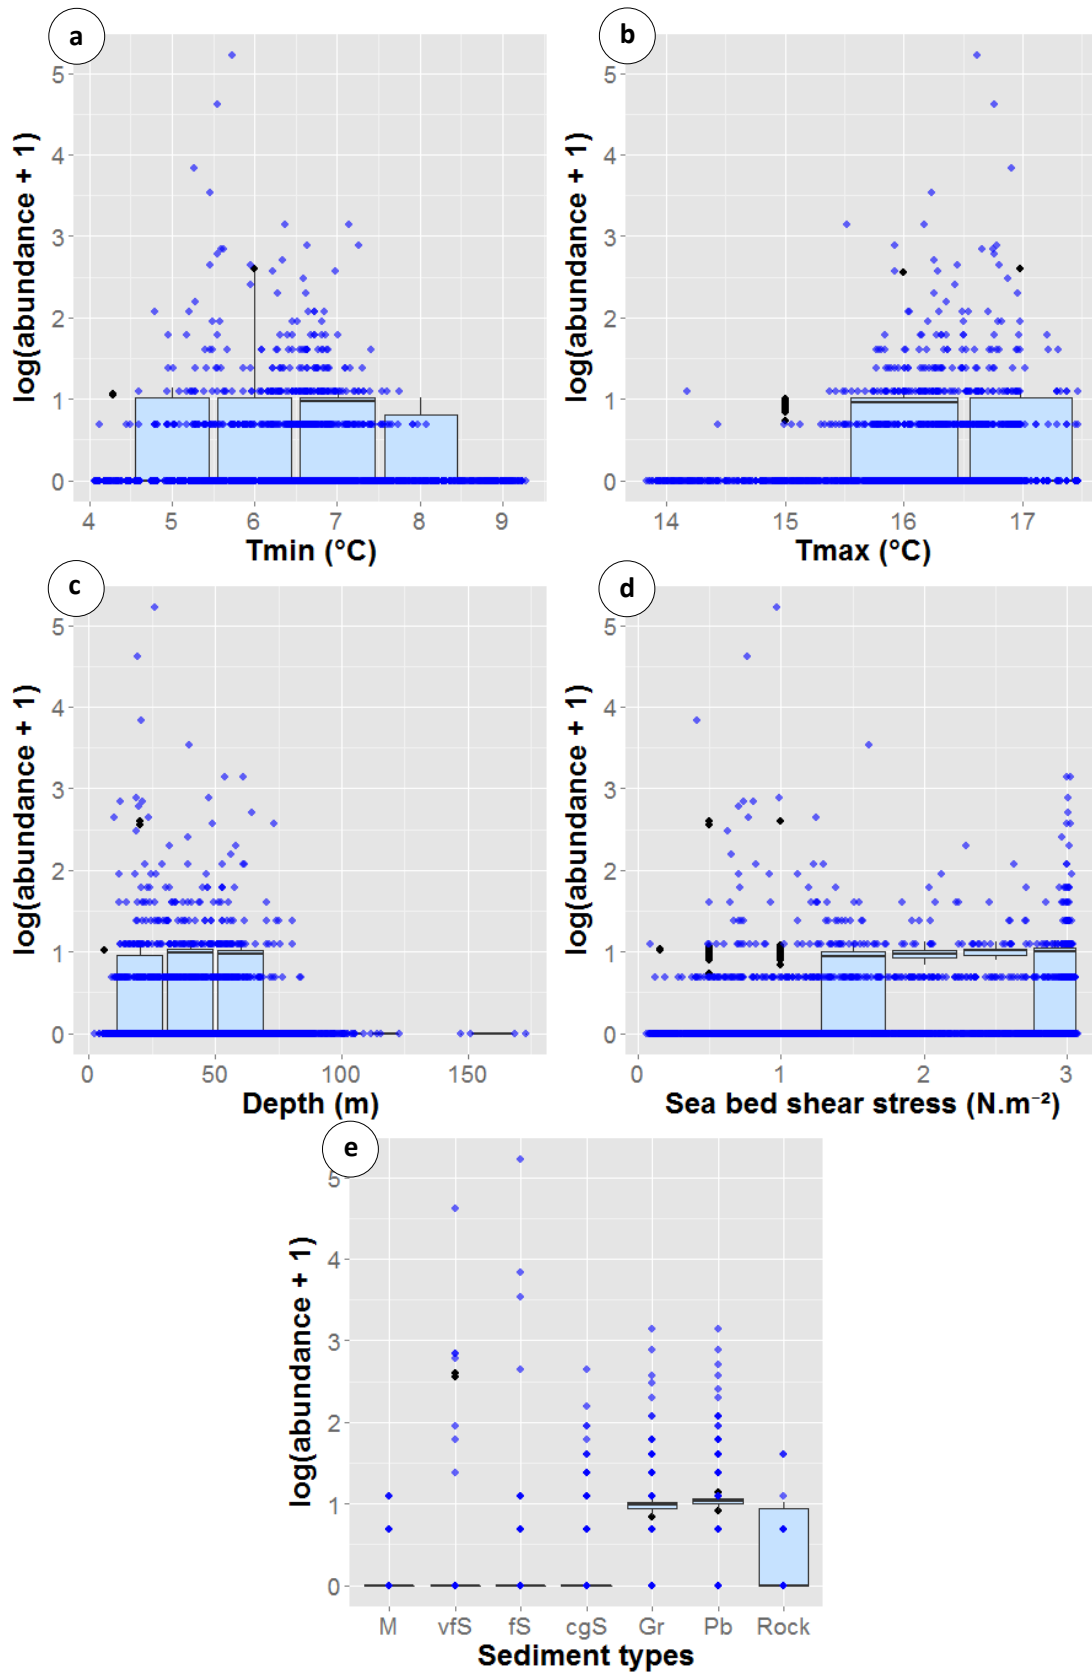 a
b
log(abundance + 1)
5
4
3
2
1
0
4 5 6 7 8 9
Tmin (°C)
log(abundance + 1)
5
4
3
2
1
0
14 15 16 17
Tmax (°C)
c
d
log(abundance + 1)
5
4
3
2
1
0
0 50 100 150
Depth (m)
log(abundance + 1)
5
4
3
2
1
0
0 1 2 3
Sea bed shear stress (N.m⁻²)
e
log(abundance + 1)
5
4
3
2
1
0
M vfS fS cgS Gr Pb Rock
Sediment types